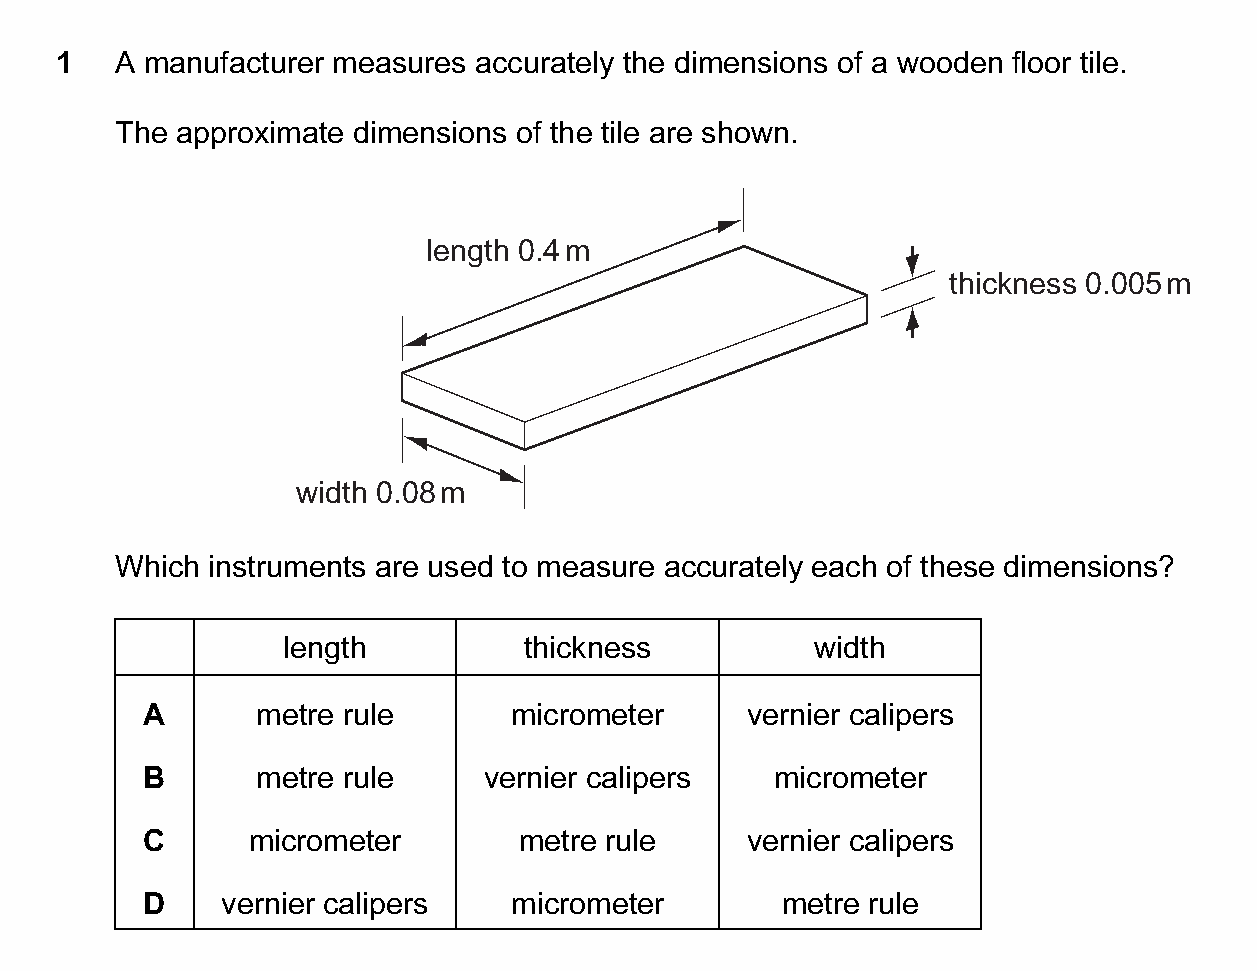 1 A manufacturer measures accurately the dimensions of a wooden floor tile.
The approximate dimensions of the tile are shown.
length 0.4 m
thickness 0.005 m
width 0.08 m
Which instruments are used to measure accurately each of these dimensions?
length thickness width
A metre rule micrometer vernier calipers
B metre rule vernier calipers micrometer
C micrometer metre rule vernier calipers
D vernier calipers micrometer metre rule